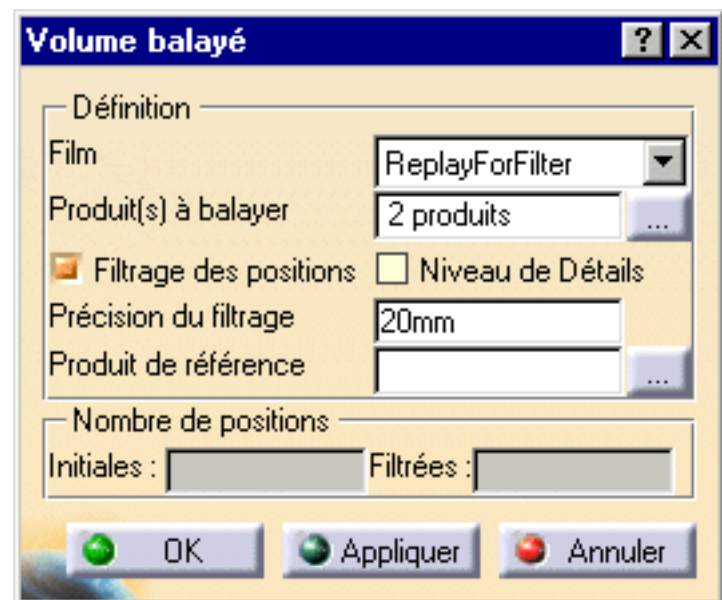 Volume balayé
Définition
Film ReplayForFilter
Produit(s) à balayer 2 produits ...
Filtrage des positions Niveau de Détails
Précision du filtrage 20mm
Produit de référence ...
Nombre de positions
Initiales : Filtrées :
OK Appliquer Annuler